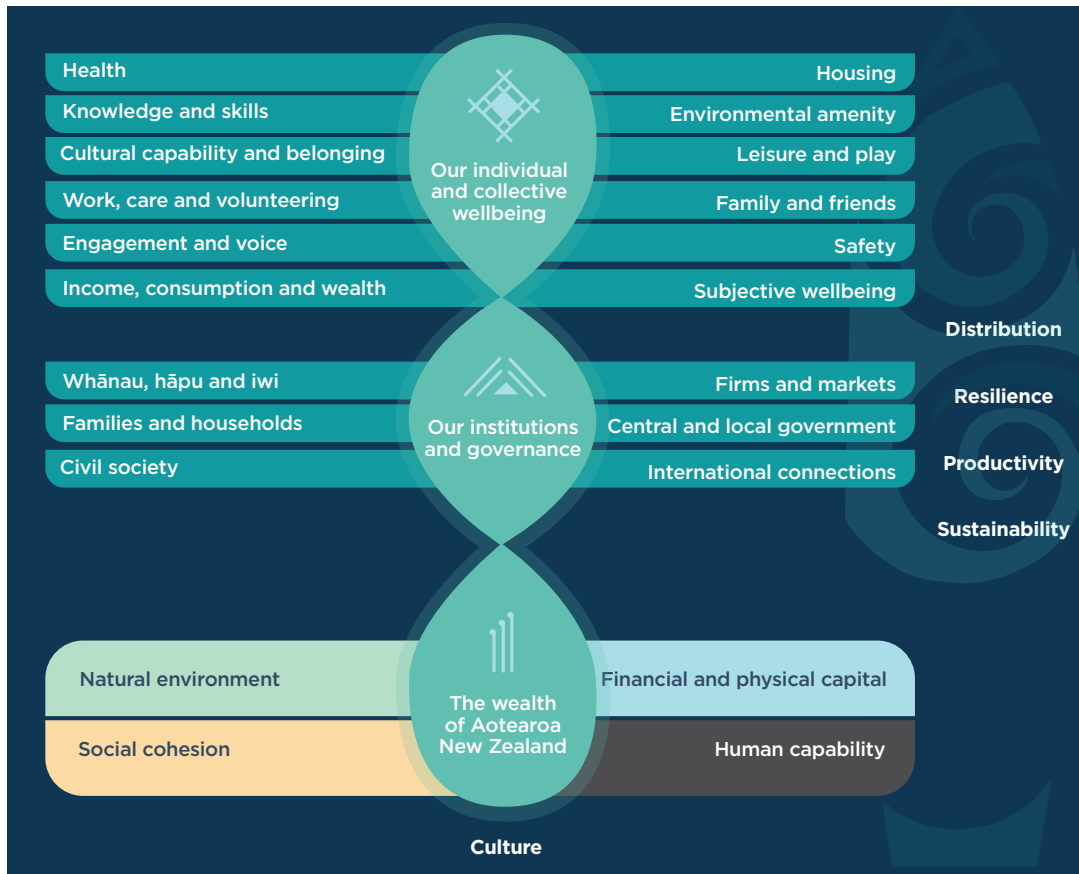 Health
Knowledge and skills
Cultural capability and belonging
Work, care and volunteering
Engagement and voice
Income, consumption and wealth
Our individual
and collective
wellbeing
Housing
Environmental amenity
Leisure and play
Family and friends
Safety
Subjective wellbeing
Whānau, hāpu and iwi
Families and households
Civil society
Our institutions
and governance
Firms and markets
Central and local government
International connections
Natural environment
Social cohesion
The wealth
of Aotearoa
New Zealand
Financial and physical capital
Human capability
Culture
Distribution
Resilience
Productivity
Sustainability